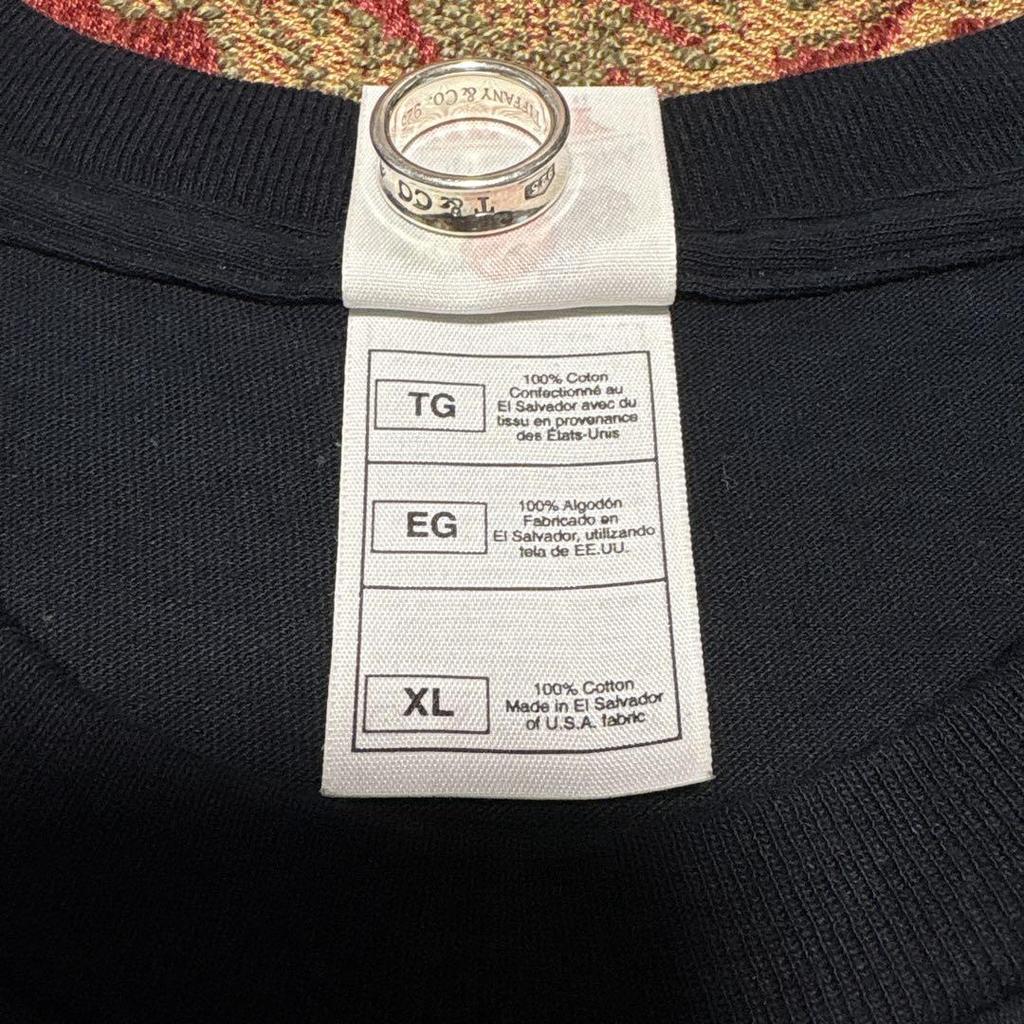 TIFFANY & CO. 925
T & CO
TG
100% Coton
Confectionné au
El Salvador avec du
tissu en provenance
des États-Unis
EG
100% Algodón
Fabricado en
El Salvador, utilizando
tela de EE.UU.
XL
100% Cotton
Made in El Salvador
of U.S.A. fabric